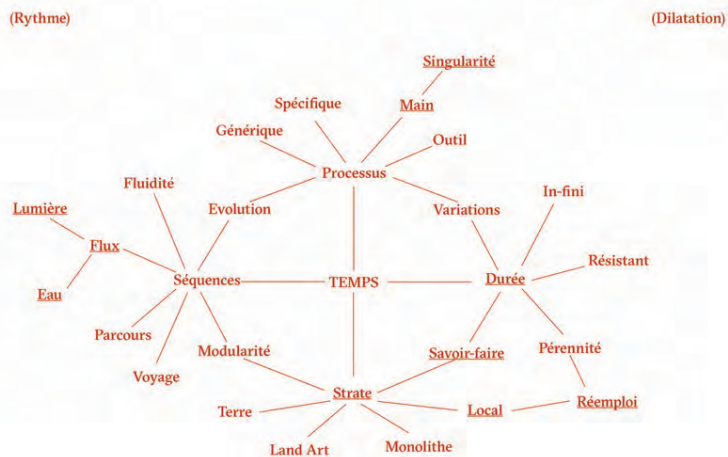 (Rythme)
(Dilatation)
Singularité
Spécifique
Main
Générique
Outil
Processus
Fluidité
In-fini
Lumière
Evolution
Variations
Flux
Résistant
Séquences
TEMPS
Durée
Eau
Parcours
Modularité
Savoir-faire
Pérennité
Voyage
Strate
Réemploi
Terre
Local
Land Art
Monolithe